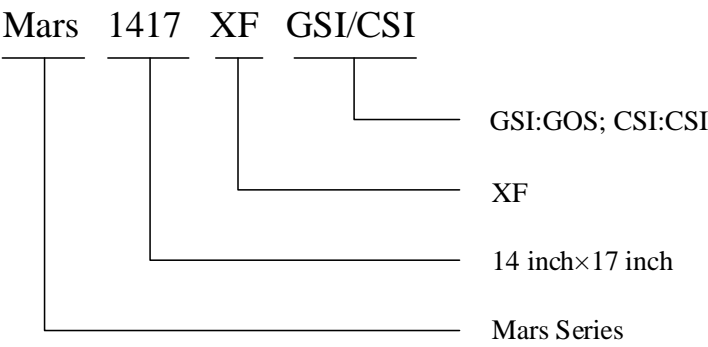 Mars 1417 XF GSI/CSI
GSI:GOS; CSI:CSI
XF
14 inch×17 inch
Mars Series